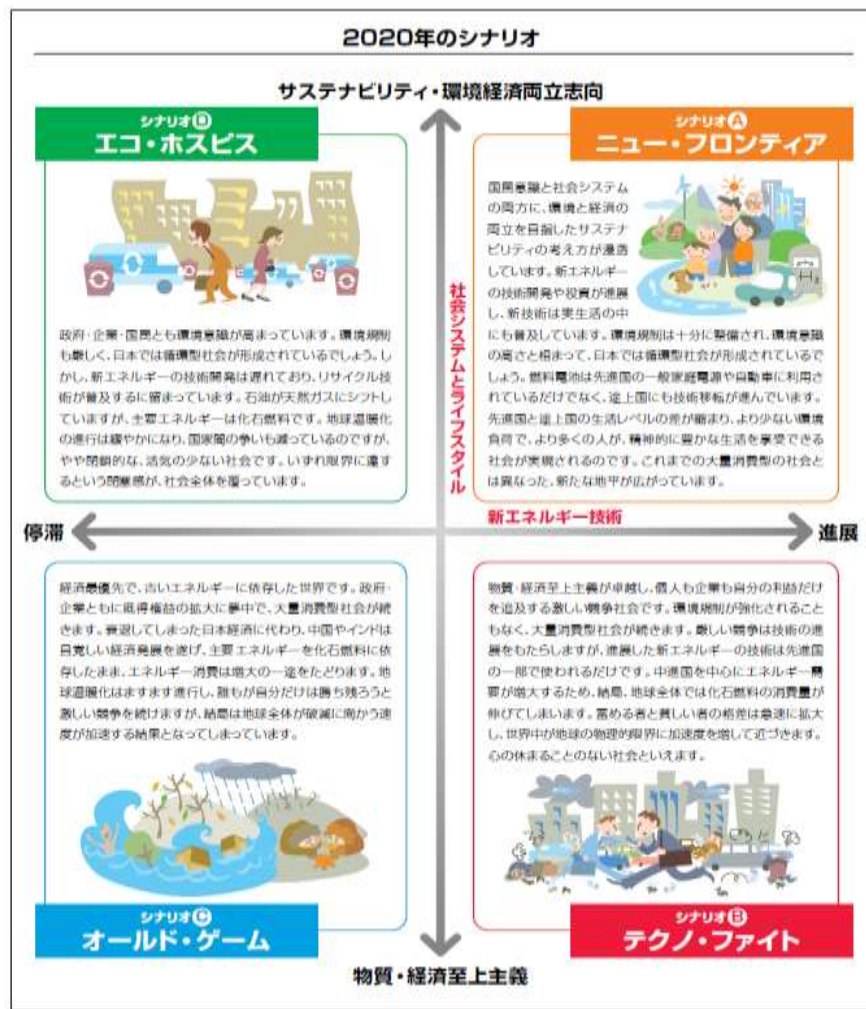 2020年のシナリオ
サステナビリティ・環境経済両立志向
シナリオD
エコ・ホスピス
政府・企業・国民とも環境意識が高まっています。環境規制
も厳しく、日本では循環型社会が形成されているでしょう。し
かし、新エネルギーの技術開発は遅れており、リサイクル技
術が普及するに留まっています。石油が天然ガスにシフトし
ていますが、主要エネルギーは化石燃料です。地球温暖化
の進行は緩やかになり、国家間の争いも減っているのですが、
やや閉鎖的な、活気の少ない社会です。いずれ限界に達す
るという閉塞感が、社会全体を覆っています。
シナリオA
ニュー・フロンティア
国民意識と社会システム
の両方に、環境と経済の
両立を目指したサステナ
ビリティの考え方が浸透
しています。新エネルギー
の技術開発や投資が進展
し、新技術は実生活の中
にも普及しています。環境規制は十分に整備され、環境意識
の高さと相まって、日本では循環型社会が形成されているで
しょう。燃料電池は先進国の一般家庭電源や自動車に利用さ
れているだけでなく、途上国にも技術移転が進んでいます。
先進国と途上国の生活レベルの差が縮まり、より少ない環境
負荷で、より多くの人が、精神的に豊かな生活を享受できる
社会が実現されるのです。これまでの大量消費型の社会と
は異なった、新たな地平が広がっています。
H2
社会システムとライフスタイル
新エネルギー技術
停滞
進展
経済最優先で、古いエネルギーに依存した世界です。政府・
企業ともに既得権益の拡大に夢中で、大量消費型社会が続
きます。衰退してしまった日本経済に代わり、中国やインドは
目覚しい経済発展を遂げ、主要エネルギーを化石燃料に依
存したまま、エネルギー消費は増大の一途をたどります。地
球温暖化はますます進行し、誰もが自分だけは勝ち残ろうと
激しい競争を続けますが、結局は地球全体が破滅に向かう速
度が加速する結果となってしまっています。
シナリオC
オールド・ゲーム
物質・経済至上主義が卓越し、個人も企業も自分の利益だけ
を追及する激しい競争社会です。環境規制が強化されること
もなく、大量消費型社会が続きます。厳しい競争は技術の進
展をもたらしますが、進展した新エネルギーの技術は先進国
の一部で使われるだけです。中進国を中心にエネルギー需
要が増大するため、結局、地球全体では化石燃料の消費量が
伸びてしまいます。富める者と貧しい者の格差は急速に拡大
し、世界中が地球の物理的限界に加速度を増して近づきます。
心の休まることのない社会といえます。
シナリオB
テクノ・ファイト
物質・経済至上主義